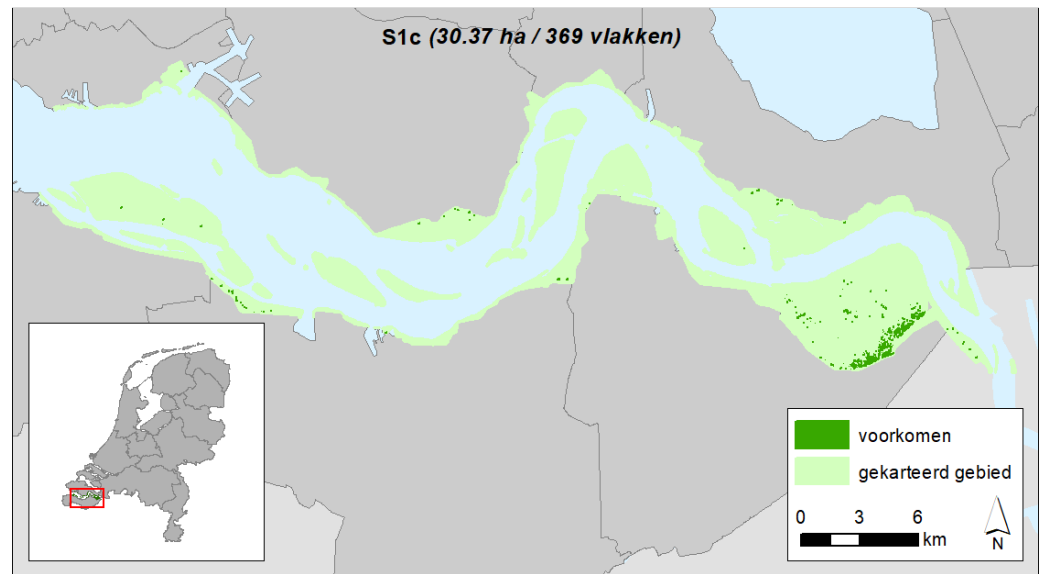 S1c (30.37 ha / 369 vlakken)
voorkomen
gekarteerd gebied
0 3 6
km
N